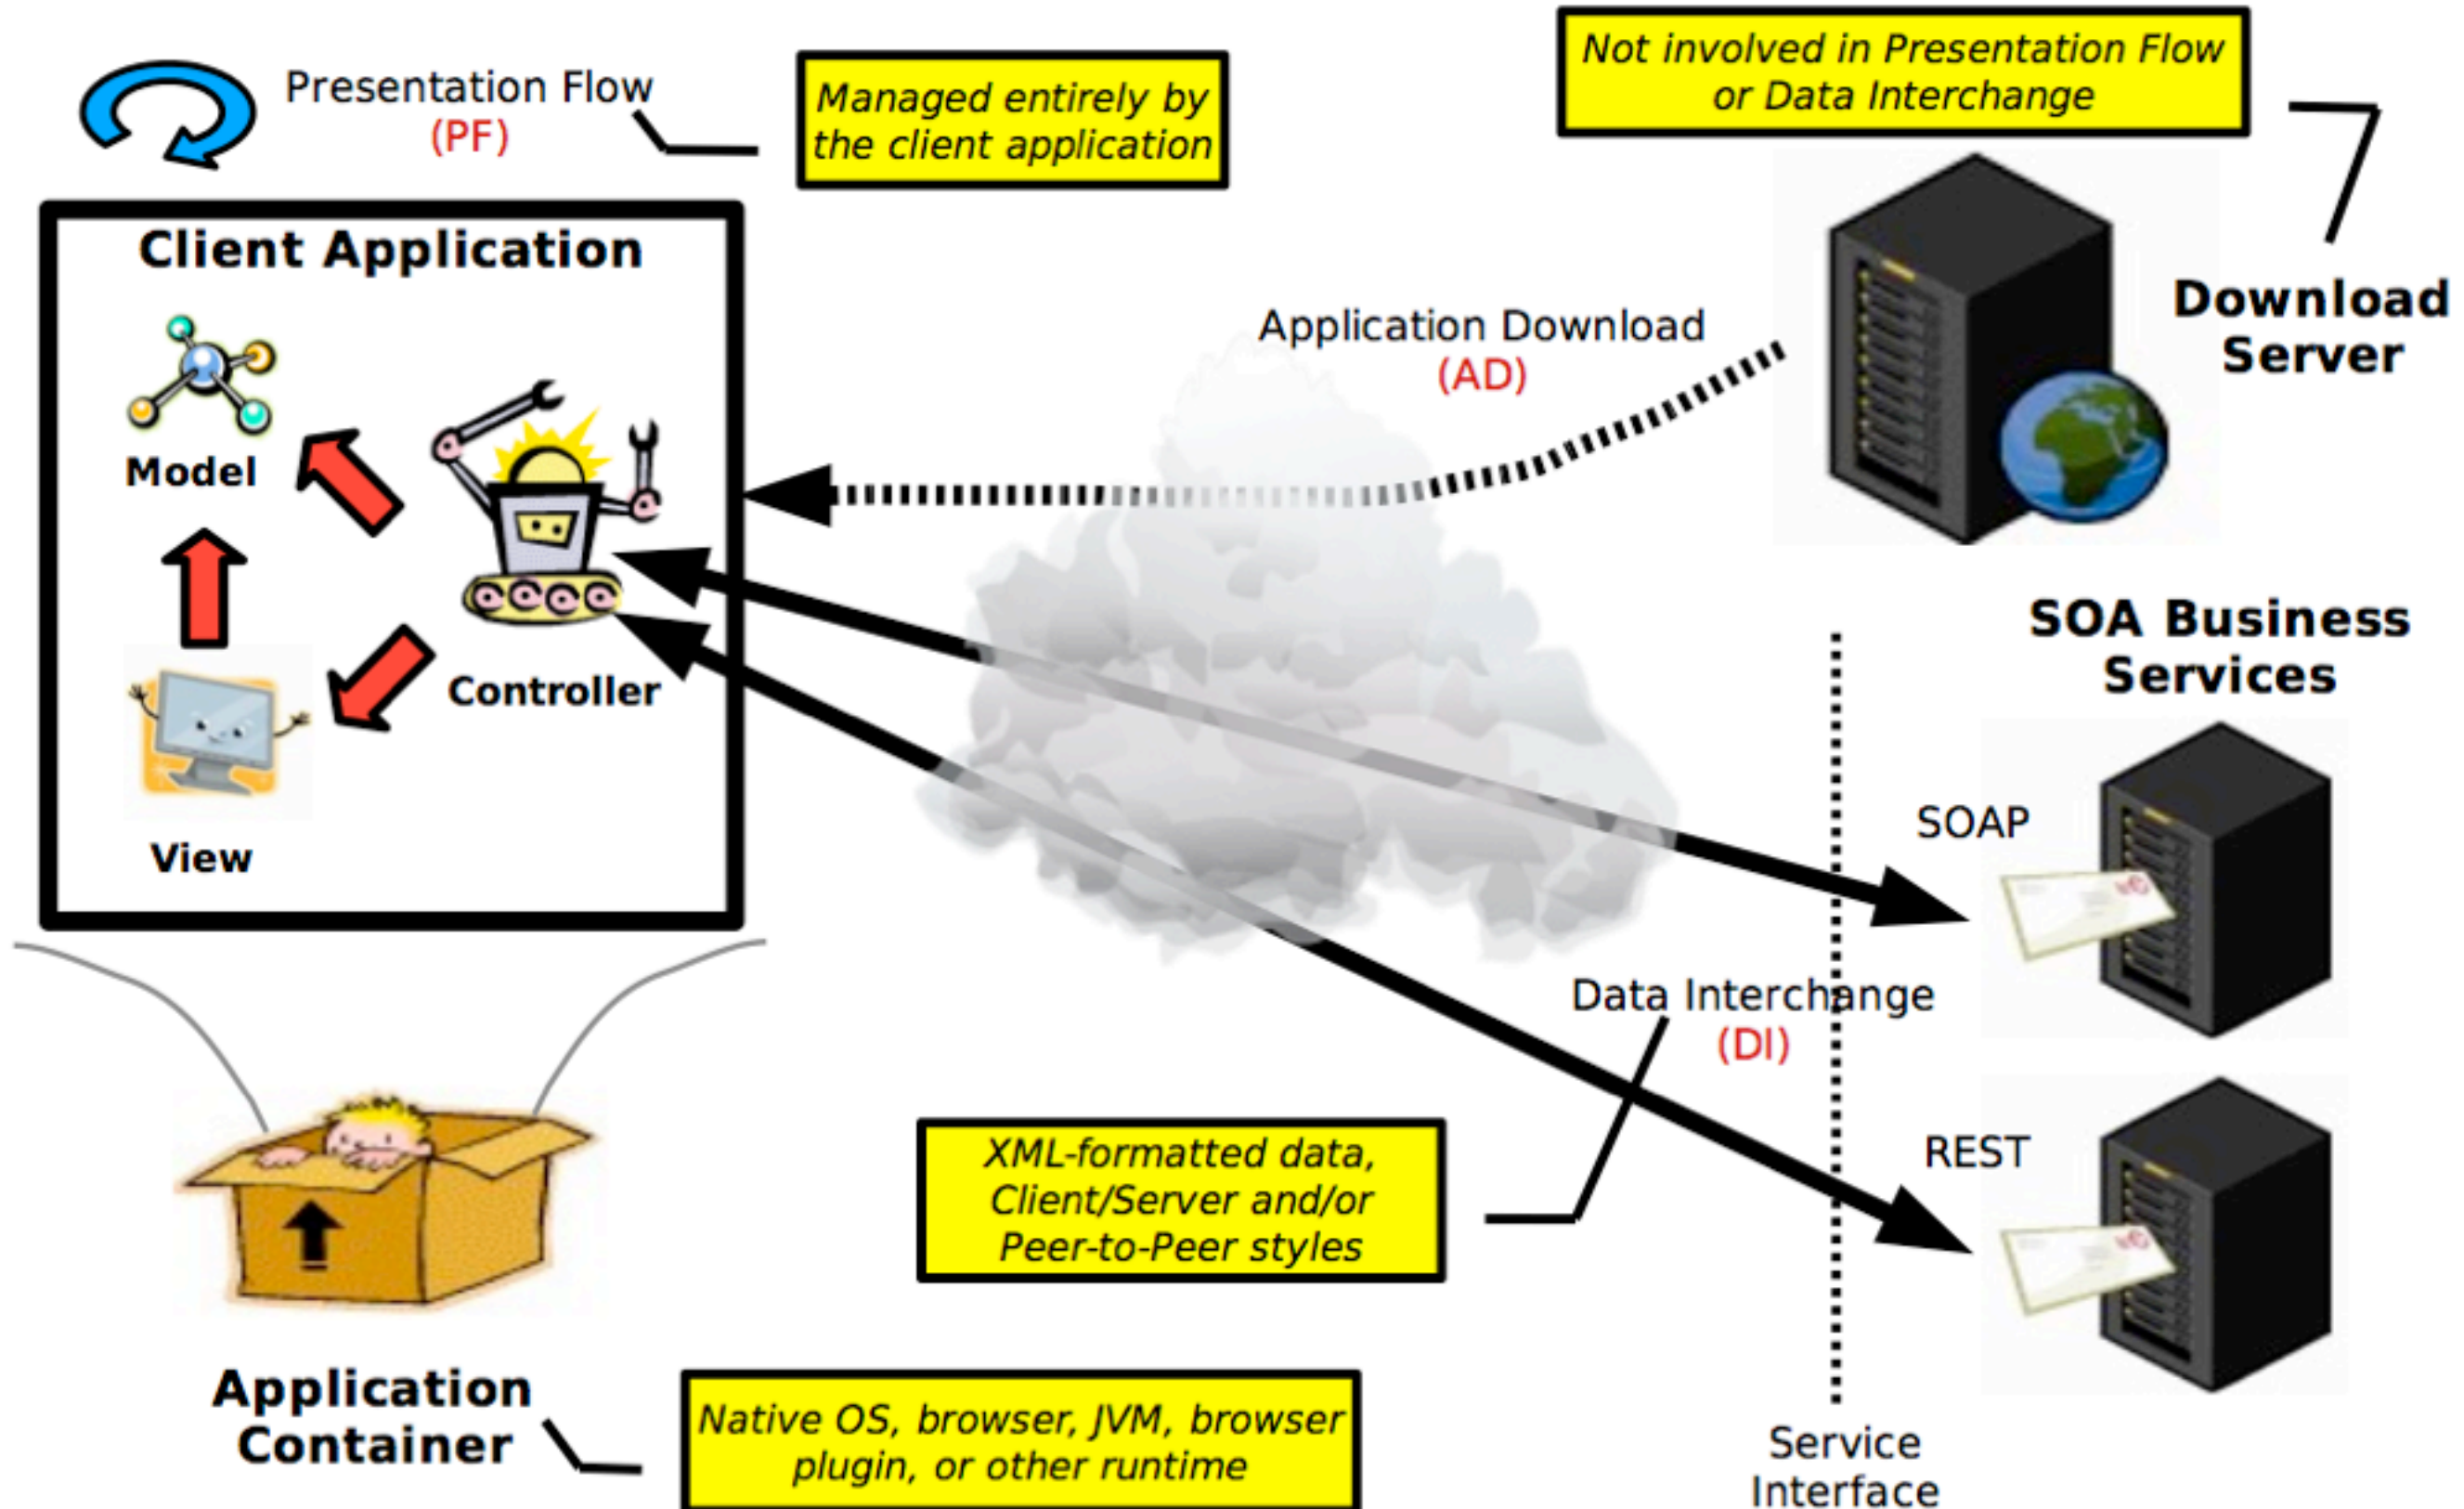 Presentation Flow
(PF)
Managed entirely by
the client application
Not involved in Presentation Flow
or Data Interchange
Client Application
Model
Controller
View
Application Download
(AD)
Download
Server
SOA Business
Services
SOAP
Data Interchange
(DI)
REST
XML-formatted data,
Client/Server and/or
Peer-to-Peer styles
Application
Container
Native OS, browser, JVM, browser
plugin, or other runtime
Service
Interface